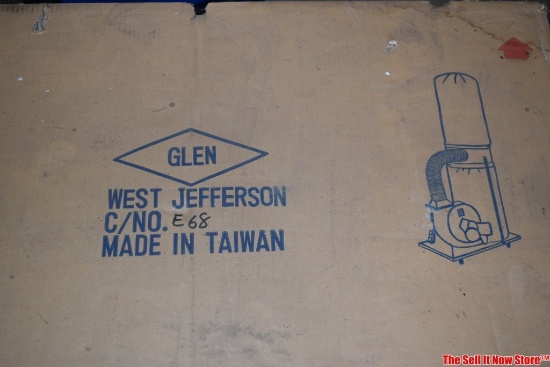 GLEN
WEST JEFFERSON
C/NO. E68
MADE IN TAIWAN
The Sell It Now Store™